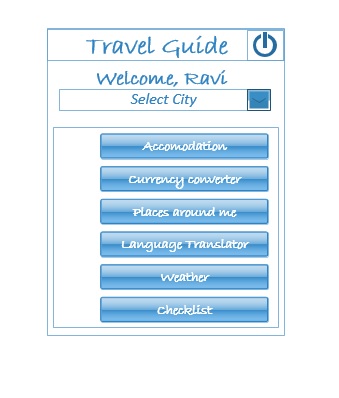 Travel Guide
Welcome, Ravi
Select City
Accomodation
Currency converter
Places around me
Language Translator
Weather
Checklist